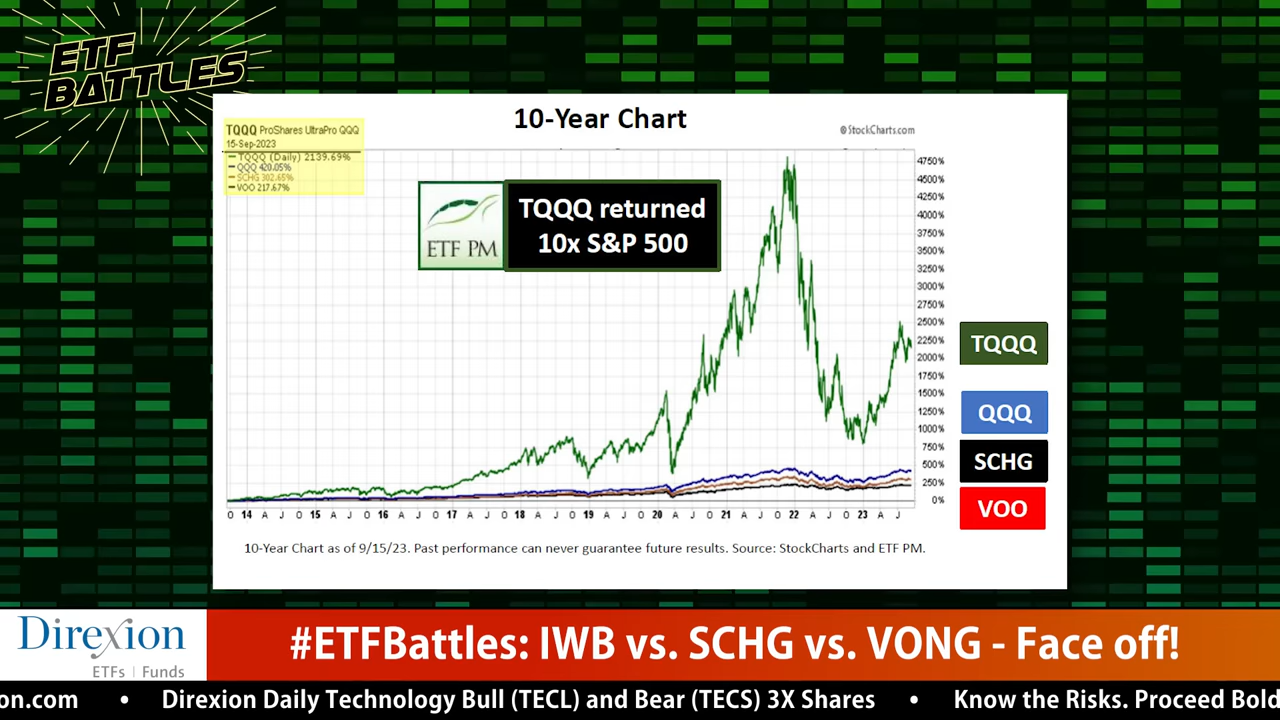 ETF
BATTLES
10-Year Chart
TQQQ ProShares UltraPro QQQ
15-Sep-2023
TQQQ (Daily) 2139.69%
QQQ 420.05%
SCHG 302.65%
VOO 217.67%
©StockCharts.com
ETF PM
TQQQ returned
10x S&P 500
4750%
4500%
4250%
4000%
3750%
3500%
3250%
3000%
2750%
2500%
2250%
2000%
1750%
1500%
1250%
1000%
750%
500%
250%
0%
O 14 A J O 15 A J O 16 A J O 17 A J O 18 A J O 19 A J O 20 A J O 21 A J O 22 A J O 23 A J
TQQQ
QQQ
SCHG
VOO
10-Year Chart as of 9/15/23. Past performance can never guarantee future results. Source: StockCharts and ETF PM.
Direxion
ETFs | Funds
#ETFBattles: IWB vs. SCHG vs. VONG - Face off!
on.com • Direxion Daily Technology Bull (TECL) and Bear (TECS) 3X Shares • Know the Risks. Proceed Bold